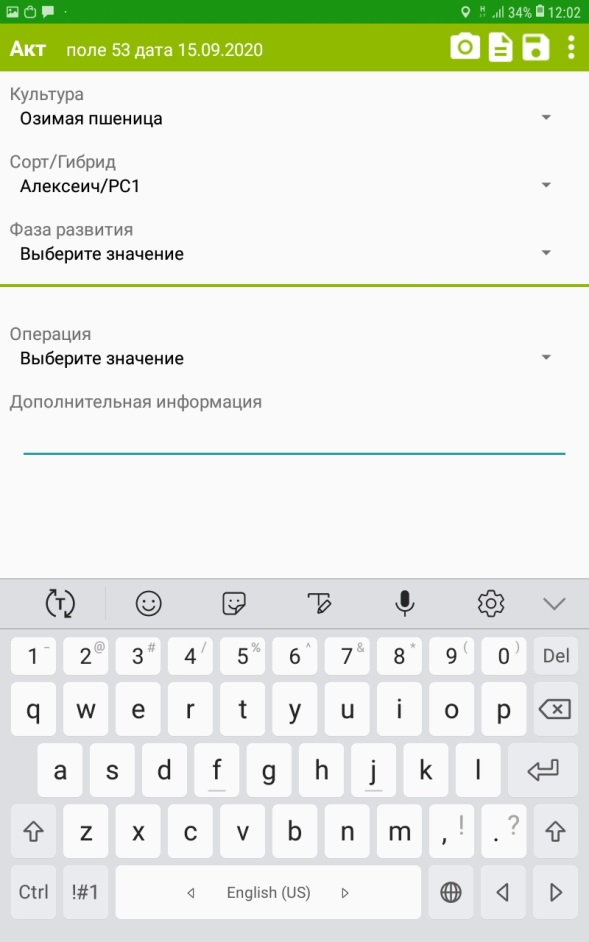 34% 12:02
Акт поле 53 дата 15.09.2020
Культура
Озимая пшеница
Сорт/Гибрид
Алексеич/РС1
Фаза развития
Выберите значение
Операция
Выберите значение
Дополнительная информация
1 - 2 @ 3 # 4 / 5 % 6 ^ 7 & 8 * 9 ( 0 ) Del
q w e r t y u i o p
a s d f g h j k l
z x c v b n m , ! . ?
Ctrl !#1 English (US)